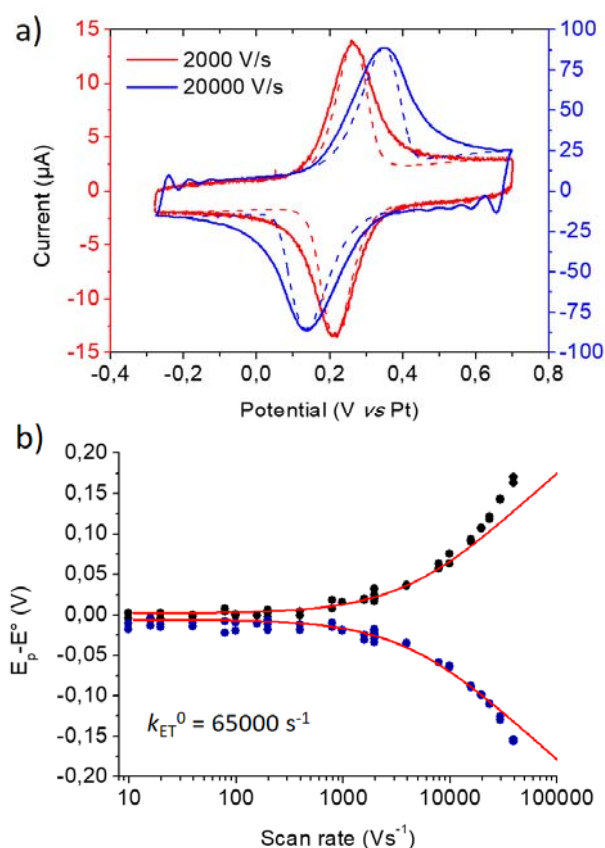 a)
2000 V/s
20000 V/s
15
10
5
0
-5
-10
-15
Current (µA)
100
75
50
25
0
-25
-50
-75
-100
-0,4 -0,2 0,0 0,2 0,4 0,6 0,8
Potential (V vs Pt)
b)
0,20
0,15
0,10
0,05
0,00
-0,05
-0,10
-0,15
-0,20
Ep-E° (V)
kET⁰ = 65000 s⁻¹
10 100 1000 10000 100000
Scan rate (Vs⁻¹)